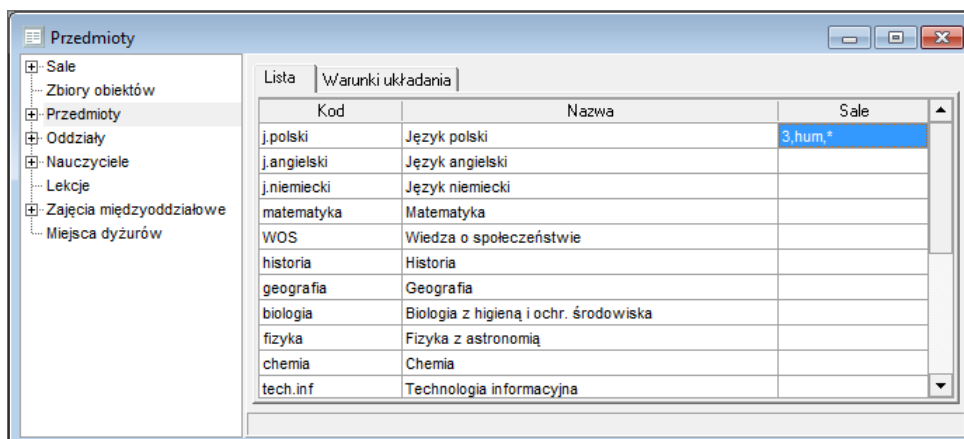 Przedmioty
Sale
Zbiory obiektów
Przedmioty
Oddziały
Nauczyciele
Lekcje
Zajęcia międzyoddziałowe
Miejsca dyżurów
Lista Warunki układania
Kod Nazwa Sale
j.polski Język polski 3,hum,*
j.angielski Język angielski
j.niemiecki Język niemiecki
matematyka Matematyka
WOS Wiedza o społeczeństwie
historia Historia
geografia Geografia
biologia Biologia z higieną i ochr. środowiska
fizyka Fizyka z astronomią
chemia Chemia
tech.inf Technologia informacyjna